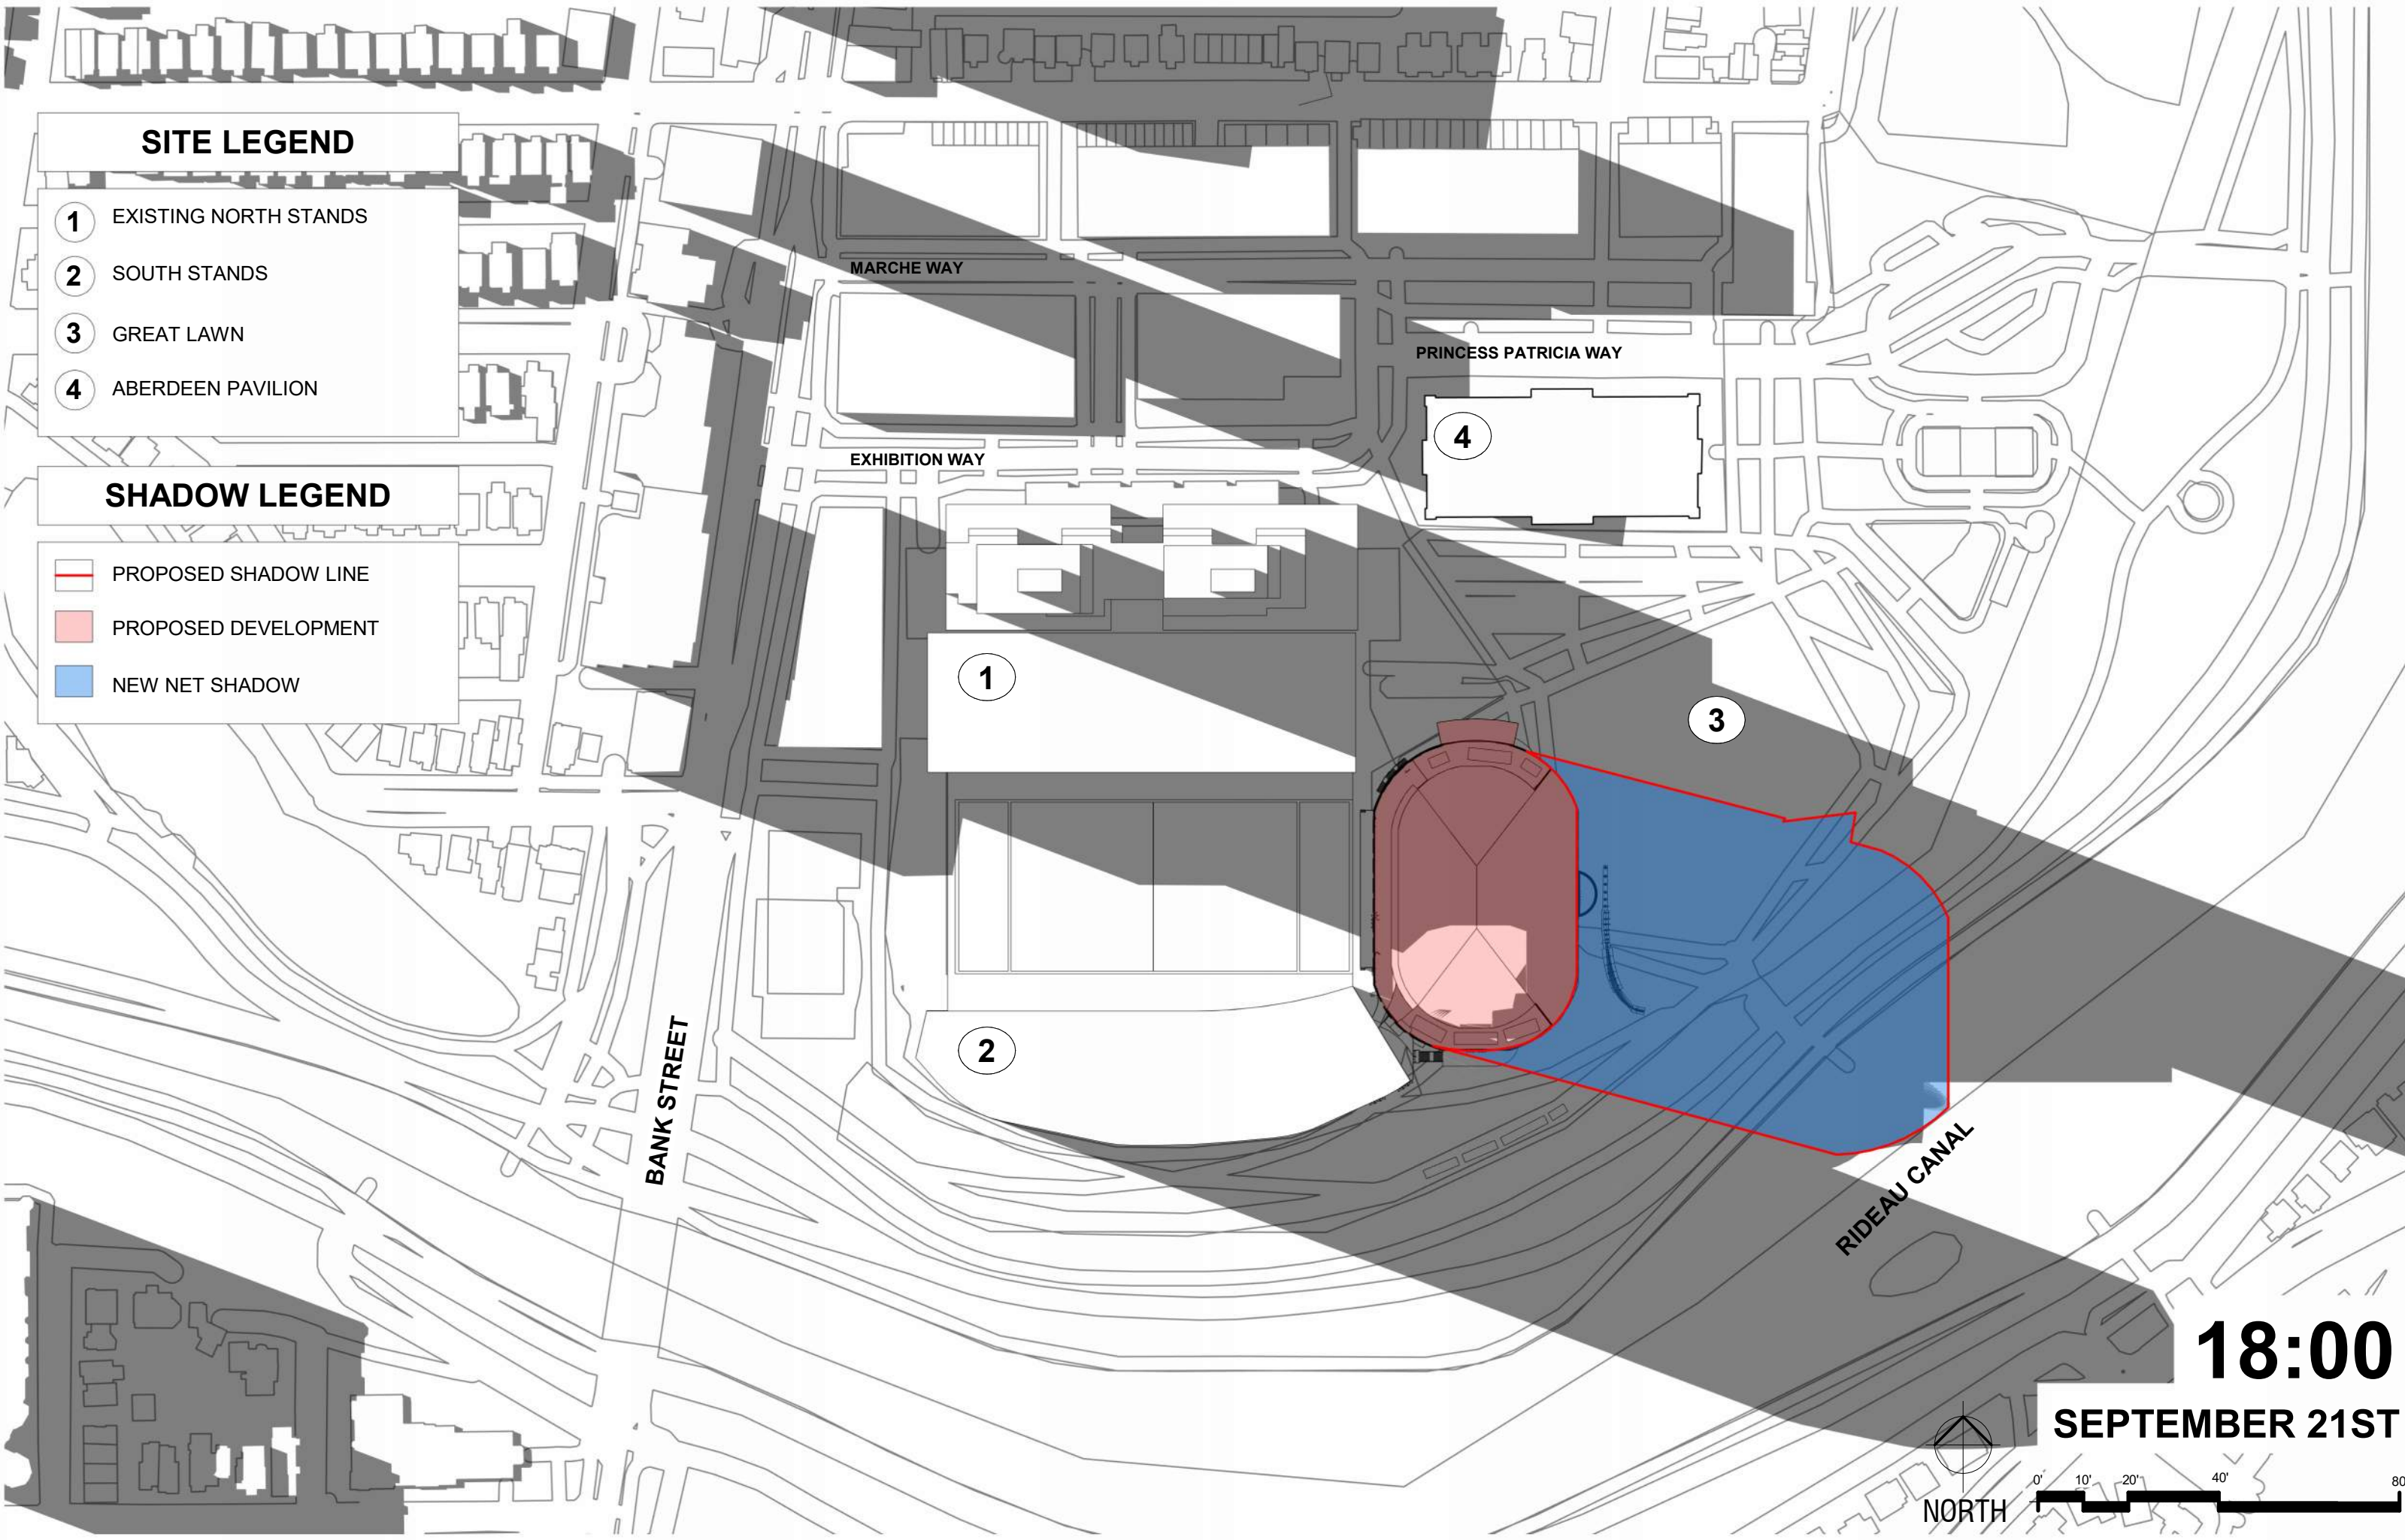 SITE LEGEND
1 EXISTING NORTH STANDS
2 SOUTH STANDS
3 GREAT LAWN
4 ABERDEEN PAVILION
SHADOW LEGEND
PROPOSED SHADOW LINE
PROPOSED DEVELOPMENT
NEW NET SHADOW
MARCHE WAY
PRINCESS PATRICIA WAY
4
EXHIBITION WAY
1
3
2
BANK STREET
RIDEAU CANAL
18:00
SEPTEMBER 21ST
NORTH
0' 10' 20' 40' 80